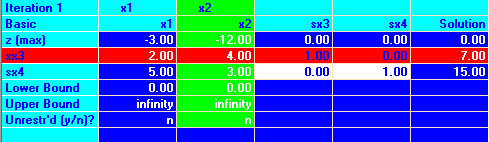 Iteration 1 x1 x2
Basic x1 x2 sx3 sx4 Solution
z (max) -3.00 -12.00 0.00 0.00 0.00
sx3 2.00 4.00 1.00 0.00 7.00
sx4 5.00 3.00 0.00 1.00 15.00
Lower Bound 0.00 0.00
Upper Bound infinity infinity
Unrestr'd (y/n)? n n